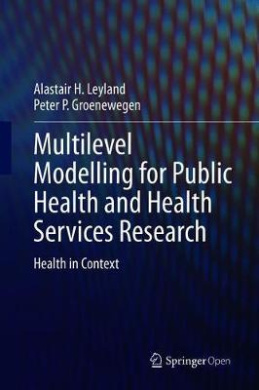 Alastair H. Leyland
Peter P. Groenewegen
Multilevel
Modelling for Public
Health and Health
Services Research
Health in Context
Springer Open